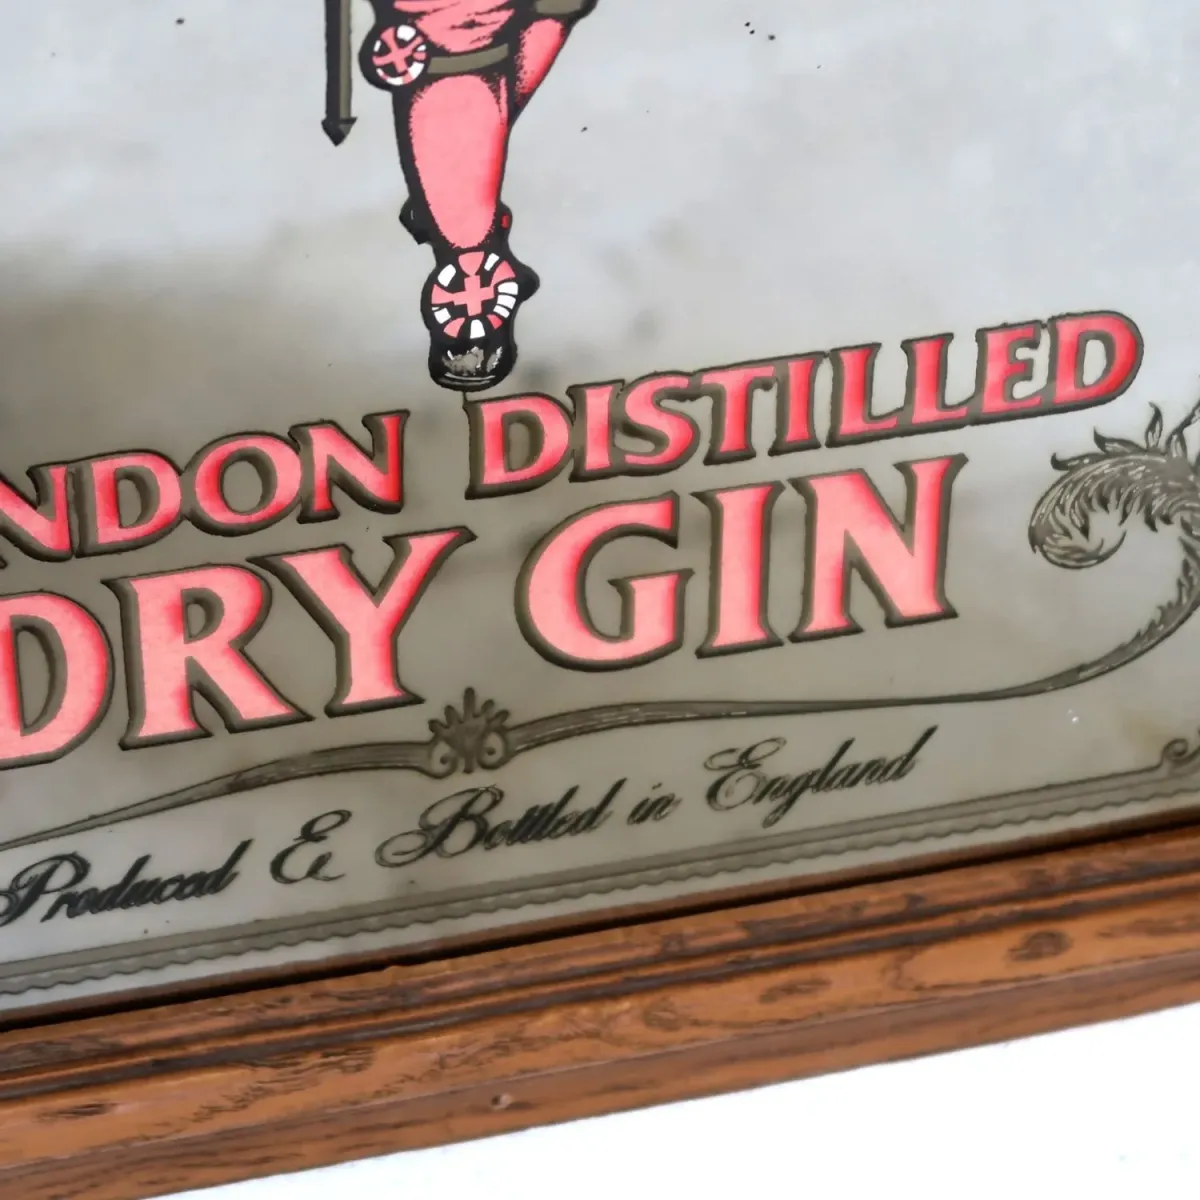 NDON DISTILLED
DRY GIN
Produced & Bottled in England